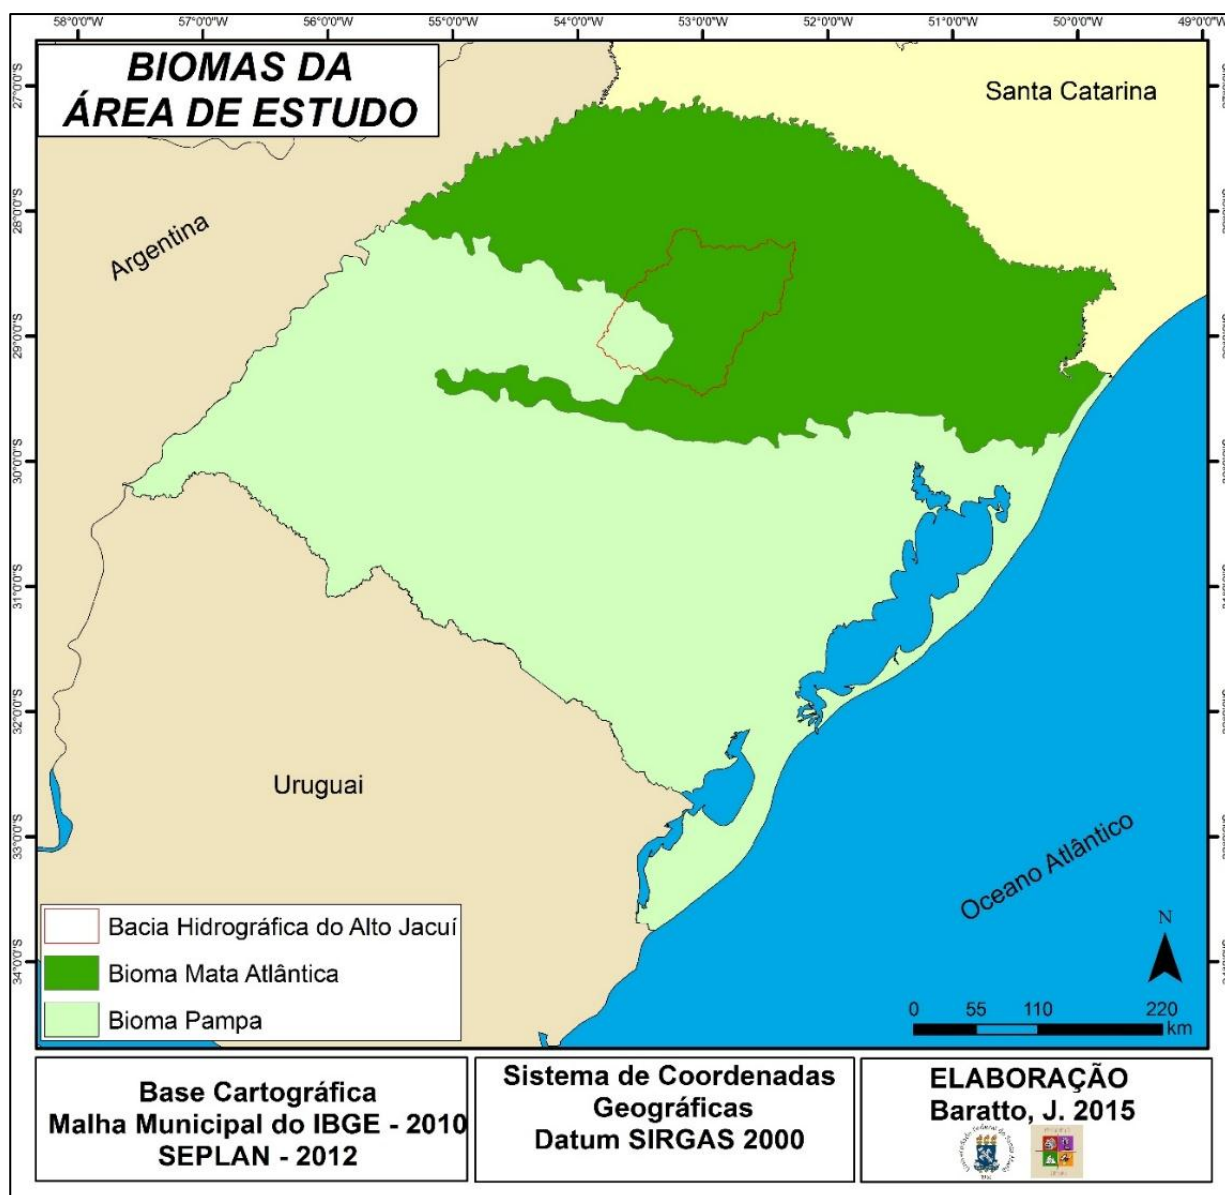 58°0'0"W 57°0'0"W 56°0'0"W 55°0'0"W 54°0'0"W 53°0'0"W 52°0'0"W 51°0'0"W 50°0'0"W 49°0'0"W
BIOMAS DA
ÁREA DE ESTUDO
Santa Catarina
Argentina
Uruguai
Oceano Atlântico
27°0'0"S
28°0'0"S
29°0'0"S
30°0'0"S
31°0'0"S
32°0'0"S
33°0'0"S
34°0'0"S
Bacia Hidrográfica do Alto Jacuí
Bioma Mata Atlântica
Bioma Pampa
N
0 55 110 220
km
Base Cartográfica
Malha Municipal do IBGE - 2010
SEPLAN - 2012
Sistema de Coordenadas
Geográficas
Datum SIRGAS 2000
ELABORAÇÃO
Baratto, J. 2015
Universidade Federal de Santa Maria